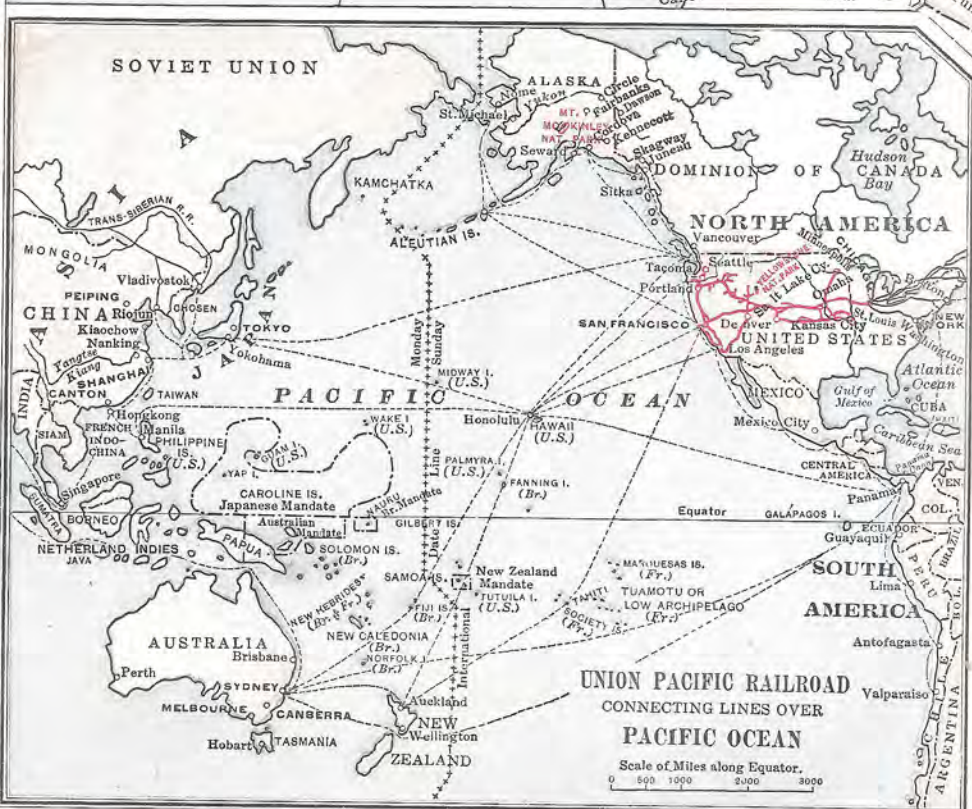 SOVIET UNION
ASIA
KAMCHATKA
TRANS-SIBERIAN R.R.
MONGOLIA
Vladivostok
PEIPING
CHINA
Riojun
CHOSEN
Kiaochow
Nanking
JAPAN
TOKYO
Yokohama
Yangtse
Kiang
SHANGHAI
CANTON
TAIWAN
INDIA
Hongkong
FRENCH
INDO-
CHINA
SIAM
Manila
PHILIPPINE
IS.
(U.S.)
Singapore
SUMATRA
BORNEO
NETHERLAND INDIES
JAVA
GUAM I.
(U.S.)
YAP I.
CAROLINE IS.
Japanese Mandate
Australian
Mandate
PAPUA
WAKE I.
(U.S.)
NAURU
Br. Mandate
GILBERT IS.
SOLOMON IS.
(Br.)
NEW HEBRIDES
(Br. & Fr.)
NEW CALEDONIA
(Br.)
NORFOLK I.
(Br.)
FIJI IS.
(Br.)
SAMOA IS.
New Zealand
Mandate
TUTUILA I.
(U.S.)
AUSTRALIA
Perth
Brisbane
SYDNEY
MELBOURNE
CANBERRA
Hobart
TASMANIA
Auckland
NEW
Wellington
ZEALAND
Monday
Sunday
International
Date
Line
PACIFIC OCEAN
MIDWAY I.
(U.S.)
Honolulu
HAWAII
(U.S.)
PALMYRA I.
(U.S.)
FANNING I.
(Br.)
Equator
MARQUESAS IS.
(Fr.)
TAHITI
SOCIETY IS.
(Fr.)
TUAMOTU OR
LOW ARCHIPELAGO
(Fr.)
ALEUTIAN IS.
ALASKA
Nome
Yukon
St. Michael
Circle
Fairbanks
Dawson
MT.
McKINLEY
NAT. PARK
Cordova
Kennecott
Seward
Skagway
Juneau
Sitka
DOMINION OF CANADA
Hudson
Bay
NORTH AMERICA
Vancouver
Seattle
Tacoma
Portland
YELLOWSTONE
NAT. PARK
Minneapolis
CHICAGO
Salt Lake Cy.
Omaha
Boston
NEW
YORK
SAN FRANCISCO
Denver
Kansas City
St. Louis
Washington
UNITED STATES
Los Angeles
MEXICO
Gulf of
Mexico
Mexico City
Atlantic
Ocean
CUBA
HAITI
Caribbean Sea
CENTRAL
AMERICA
Panama
Canal
Panama
VEN.
COL.
GALAPAGOS I.
ECUADOR
Guayaquil
BRAZIL
PERU
SOUTH
Lima
AMERICA
BOL.
Antofagasta
Valparaiso
CHILE
ARGENTINA
UNION PACIFIC RAILROAD
CONNECTING LINES OVER
PACIFIC OCEAN
Scale of Miles along Equator.
0 500 1000 2000 3000